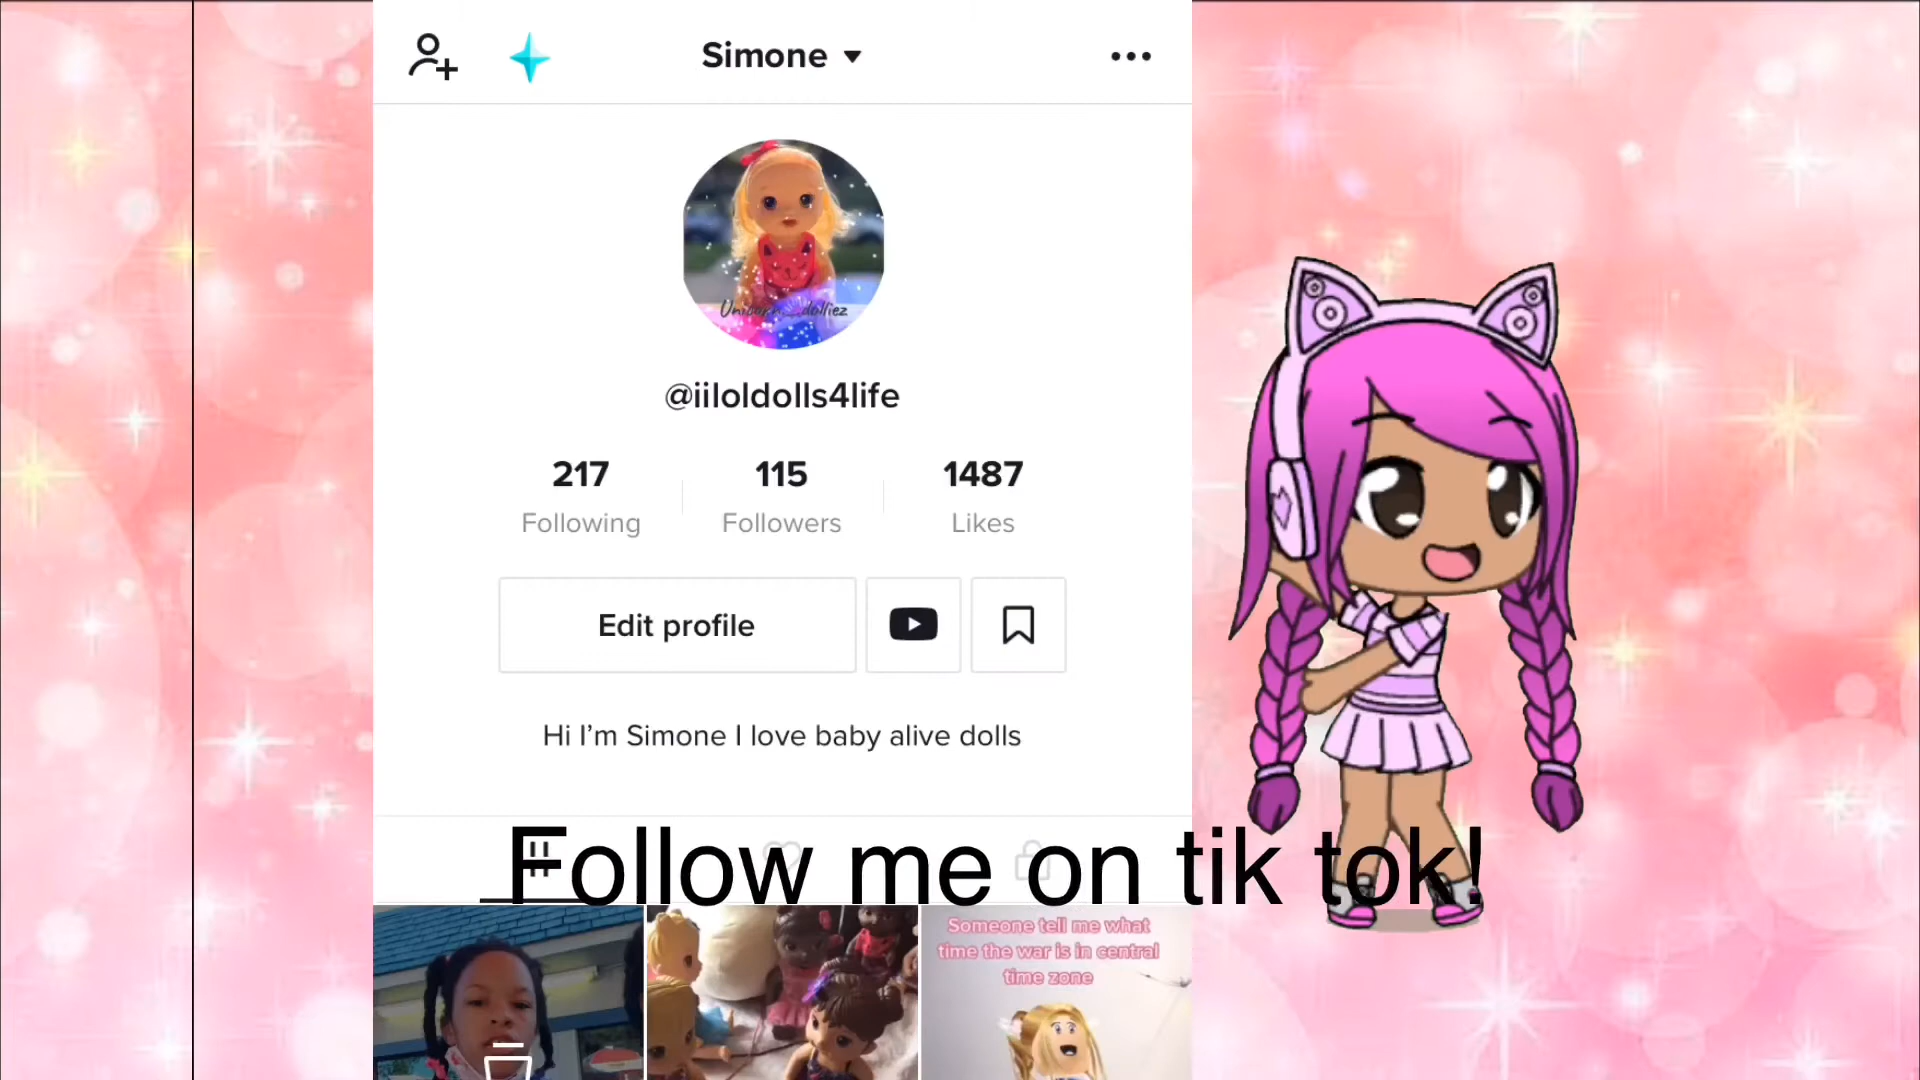 Simone
Unicorn__dolliez
@iiloldolls4life
217
115
1487
Following
Followers
Likes
Edit profile
Hi I’m Simone I love baby alive dolls
Follow me on tik tok!
Someone tell me what
time the war is in central
time zone